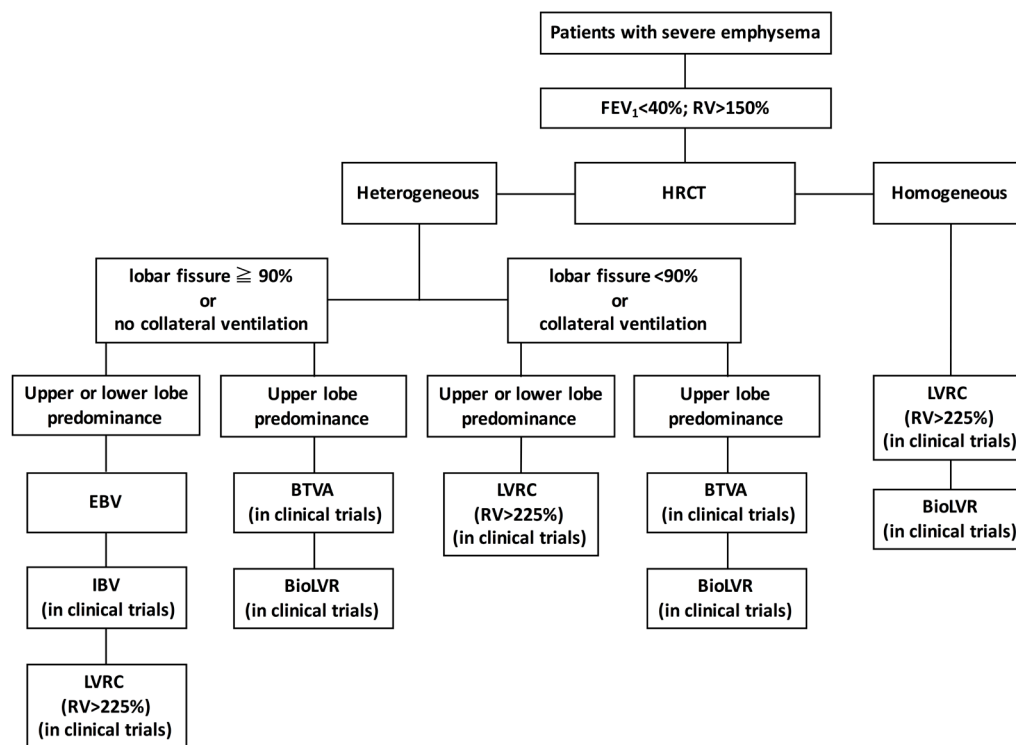 Patients with severe emphysema
FEV₁<40%; RV>150%
Heterogeneous
HRCT
Homogeneous
lobar fissure ≧ 90%
or
no collateral ventilation
lobar fissure <90%
or
collateral ventilation
Upper or lower lobe
predominance
Upper lobe
predominance
Upper or lower lobe
predominance
Upper lobe
predominance
LVRC
(RV>225%)
(in clinical trials)
EBV
BTVA
(in clinical trials)
LVRC
(RV>225%)
(in clinical trials)
BTVA
(in clinical trials)
BioLVR
(in clinical trials)
IBV
(in clinical trials)
BioLVR
(in clinical trials)
BioLVR
(in clinical trials)
LVRC
(RV>225%)
(in clinical trials)